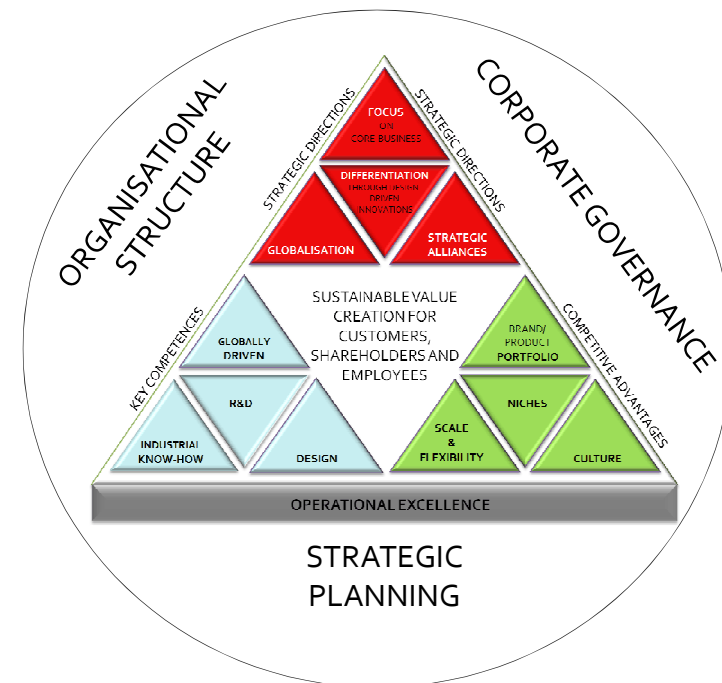 ORGANISATIONAL
STRUCTURE
CORPORATE GOVERNANCE
STRATEGIC DIRECTIONS
STRATEGIC DIRECTIONS
FOCUS
ON
CORE BUSINESS
DIFFERENTIATION
THROUGH DESIGN
DRIVEN
INNOVATIONS
GLOBALISATION
STRATEGIC
ALLIANCES
SUSTAINABLE VALUE
CREATION FOR
CUSTOMERS,
SHAREHOLDERS AND
EMPLOYEES
KEY COMPETENCES
GLOBALLY
DRIVEN
R&D
INDUSTRIAL
KNOW-HOW
DESIGN
COMPETITIVE ADVANTAGES
BRAND/
PRODUCT
PORTFOLIO
NICHES
SCALE
&
FLEXIBILITY
CULTURE
OPERATIONAL EXCELLENCE
STRATEGIC
PLANNING